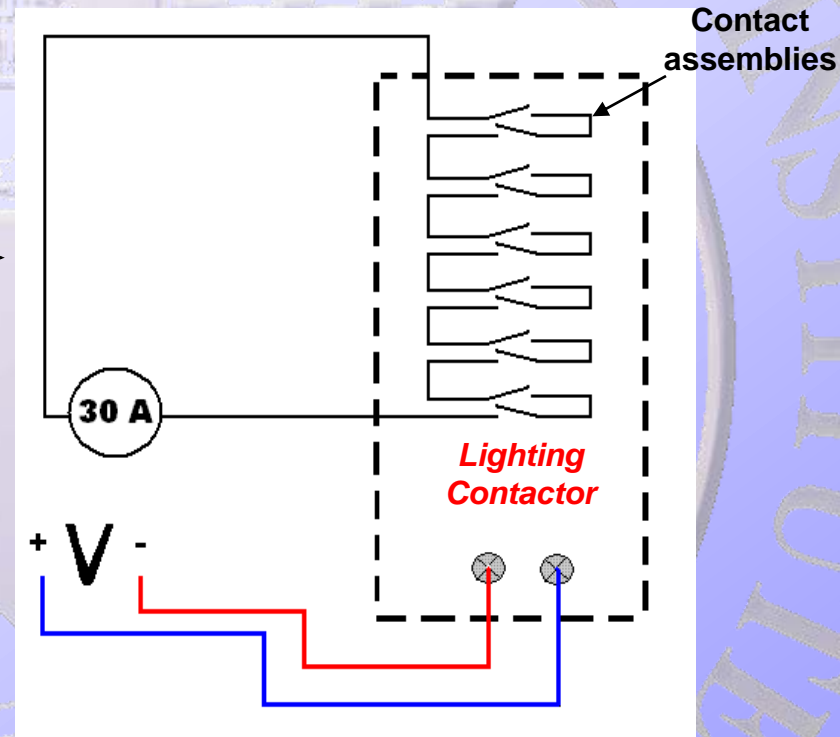 Contact
assemblies
30 A
Lighting
Contactor
+ V -